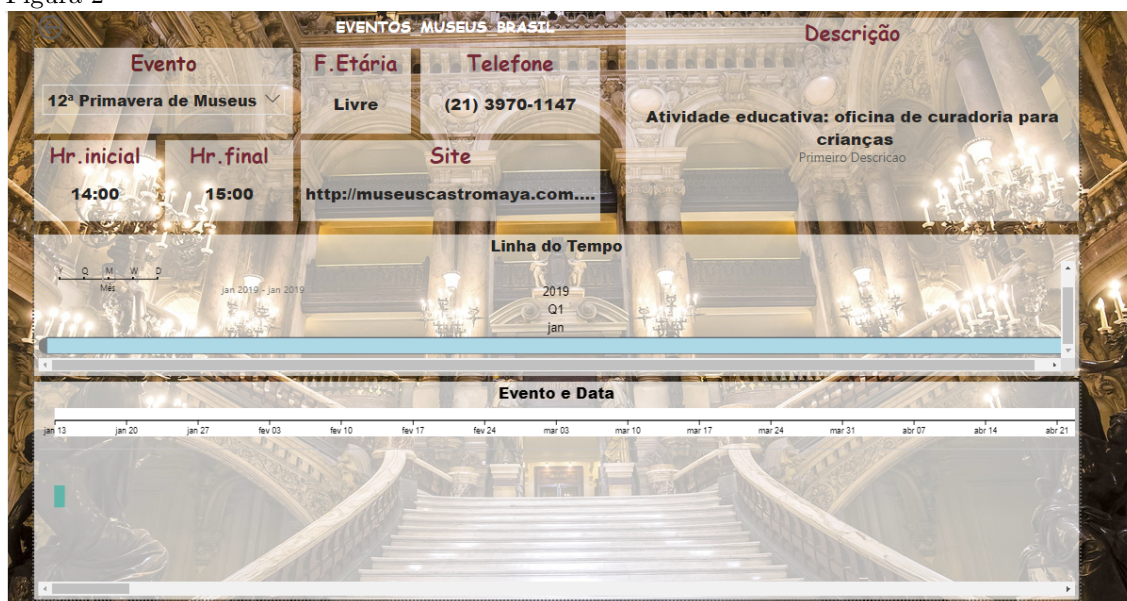 Figura 2
EVENTOS MUSEUS BRASIL
Evento
12ª Primavera de Museus
F.Etária
Livre
Telefone
(21) 3970-1147
Descrição
Atividade educativa: oficina de curadoria para
crianças
Primeiro Descricao
Hr.inicial
14:00
Hr.final
15:00
Site
http://museuscastromaya.com....
Linha do Tempo
Y Q M W D
Mês
jan 2019 - jan 2019
2019
Q1
jan
Evento e Data
jan 13 jan 20 jan 27 fev 03 fev 10 fev 17 fev 24 mar 03 mar 10 mar 17 mar 24 mar 31 abr 07 abr 14 abr 21